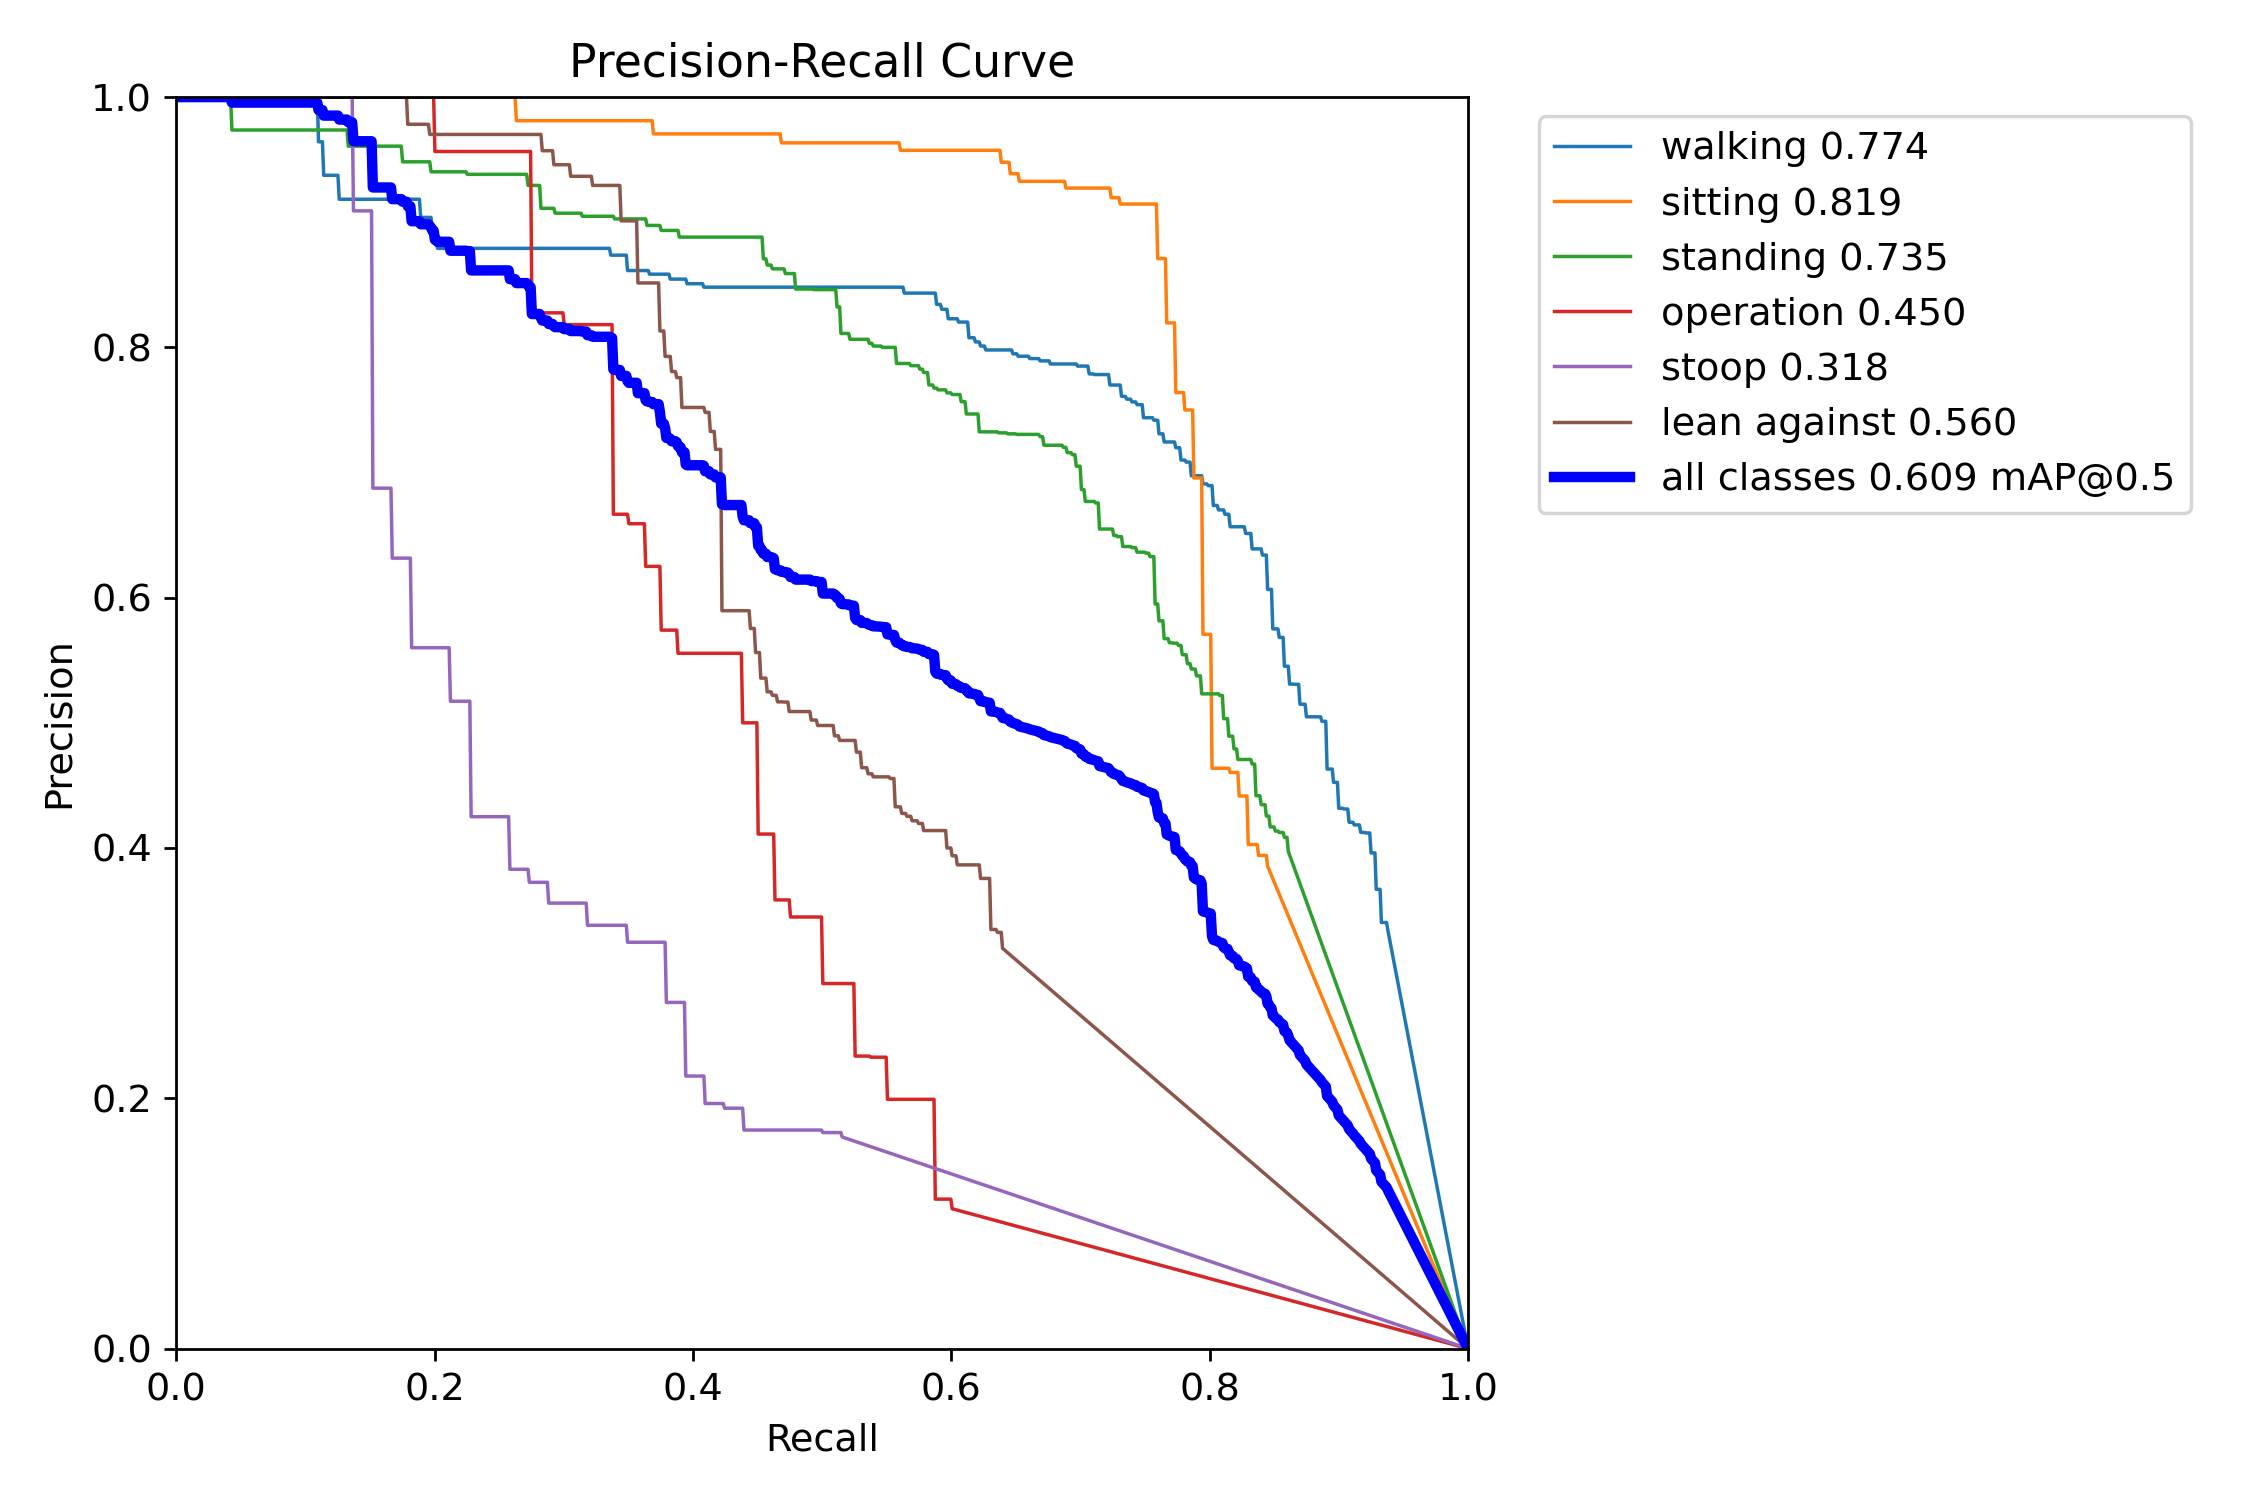 Precision-Recall Curve
1.0
0.8
0.6
0.4
0.2
0.0
Precision
0.0 0.2 0.4 0.6 0.8 1.0
Recall
walking 0.774
sitting 0.819
standing 0.735
operation 0.450
stoop 0.318
lean against 0.560
all classes 0.609 mAP@0.5